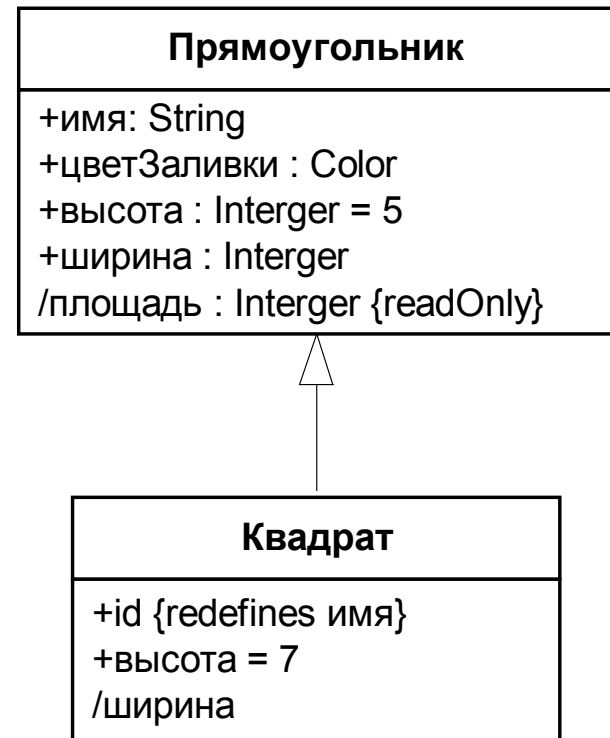 Прямоугольник
+имя: String
+цветЗаливки : Color
+высота : Interger = 5
+ширина : Interger
/площадь : Interger {readOnly}
Квадрат
+id {redefines имя}
+высота = 7
/ширина